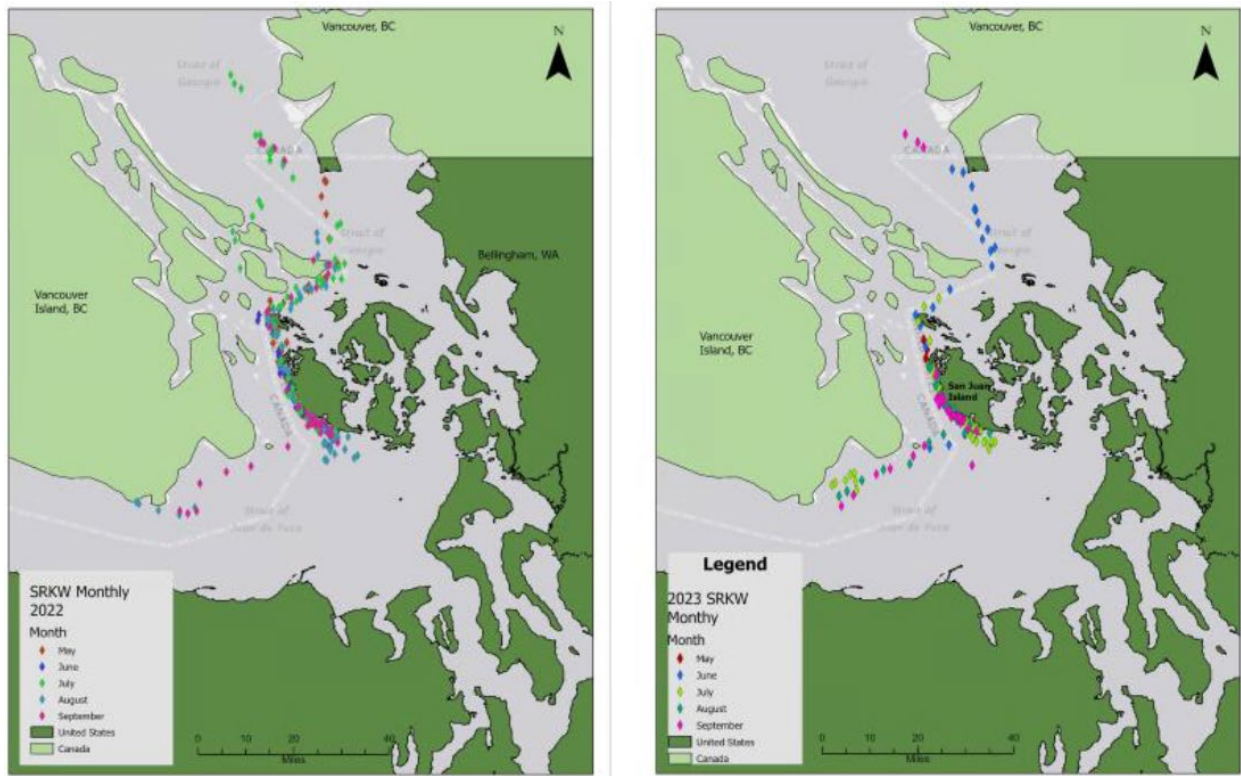 Vancouver, BC
N
Strait of
Georgia
CANADA
Strait of
Georgia
Bellingham, WA
Vancouver
Island, BC
CANADA
Strait of
Juan de Fuca
SRKW Monthly
2022
Month
May
June
July
August
September
United States
Canada
0 20 40
Miles
Vancouver, BC
N
Strait of
Georgia
CANADA
Strait of
Georgia
Vancouver
Island, BC
San Juan
Island
CANADA
Strait of
Juan de Fuca
Legend
2023 SRKW
Monthy
Month
May
June
July
August
September
United States
Canada
0 20 40
Miles